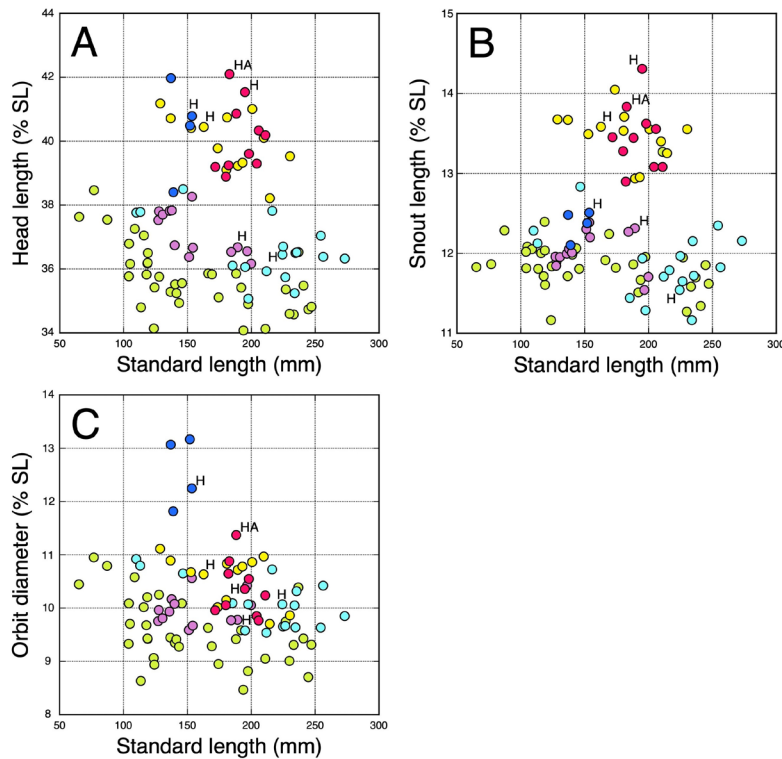 A
44
42
40
38
36
34
Head length (% SL)
HA
H
H
H
H
50
100
150
200
250
300
Standard length (mm)
B
15
14
13
12
11
Snout length (% SL)
H
HA
H
H
H
H
50
100
150
200
250
300
Standard length (mm)
C
14
13
12
11
10
9
8
Orbit diameter (% SL)
H
HA
H
H
H
H
50
100
150
200
250
300
Standard length (mm)